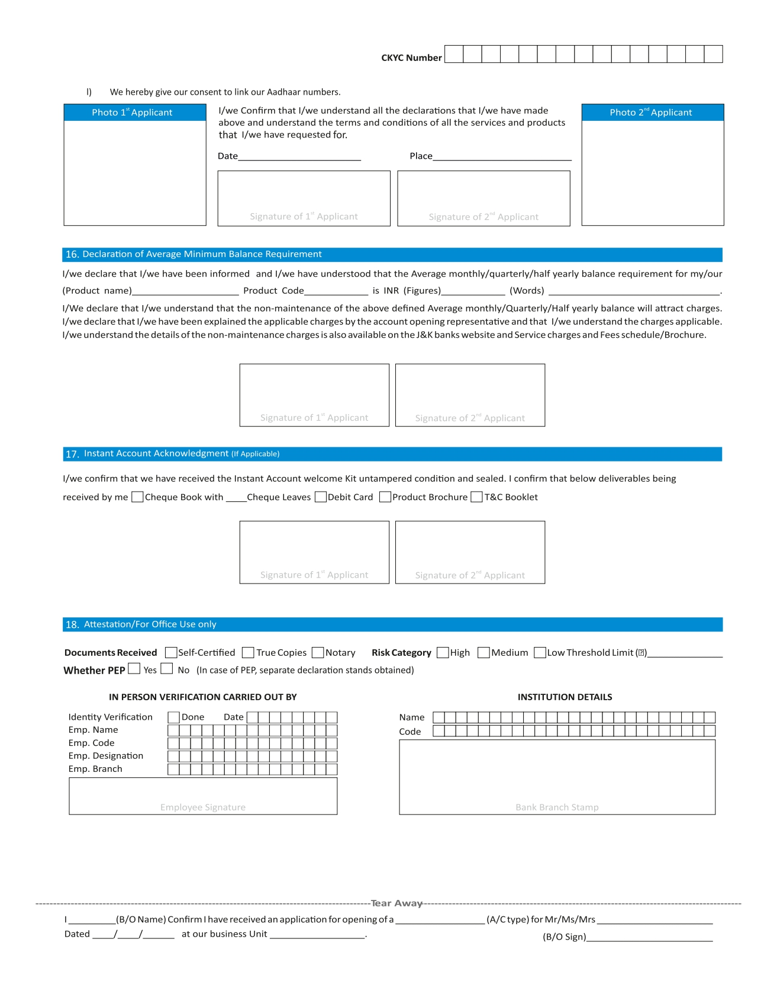 CKYC Number
l) We hereby give our consent to link our Aadhaar numbers.
Photo 1st Applicant
I/we Confirm that I/we understand all the declarations that I/we have made
above and understand the terms and conditions of all the services and products
that I/we have requested for.
Photo 2nd Applicant
Date____________ Place____________
Signature of 1st Applicant
Signature of 2nd Applicant
16. Declaration of Average Minimum Balance Requirement
I/we declare that I/we have been informed and I/we have understood that the Average monthly/quarterly/half yearly balance requirement for my/our
(Product name)____________ Product Code____________ is INR (Figures)____________ (Words) ____________.
I/We declare that I/we understand that the non-maintenance of the above defined Average monthly/Quarterly/Half yearly balance will attract charges.
I/we declare that I/we have been explained the applicable charges by the account opening representative and that I/we understand the charges applicable.
I/we understand the details of the non-maintenance charges is also available on the J&K banks website and Service charges and Fees schedule/Brochure.
Signature of 1st Applicant
Signature of 2nd Applicant
17. Instant Account Acknowledgment (If Applicable)
I/we confirm that we have received the Instant Account welcome Kit untampered condition and sealed. I confirm that below deliverables being
received by me Cheque Book with ____Cheque Leaves Debit Card Product Brochure T&C Booklet
Signature of 1st Applicant
Signature of 2nd Applicant
18. Attestation/For Office Use only
Documents Received Self-Certified True Copies Notary Risk Category High Medium Low Threshold Limit ()____________
Whether PEP Yes No (In case of PEP, separate declaration stands obtained)
IN PERSON VERIFICATION CARRIED OUT BY
Identity Verification Done Date
Emp. Name
Emp. Code
Emp. Designation
Emp. Branch
Employee Signature
INSTITUTION DETAILS
Name
Code
Bank Branch Stamp
Tear Away
I _________(B/O Name) Confirm I have received an application for opening of a ____________ (A/C type) for Mr/Ms/Mrs ____________
Dated ____/____/______ at our business Unit ____________.
(B/O Sign)____________